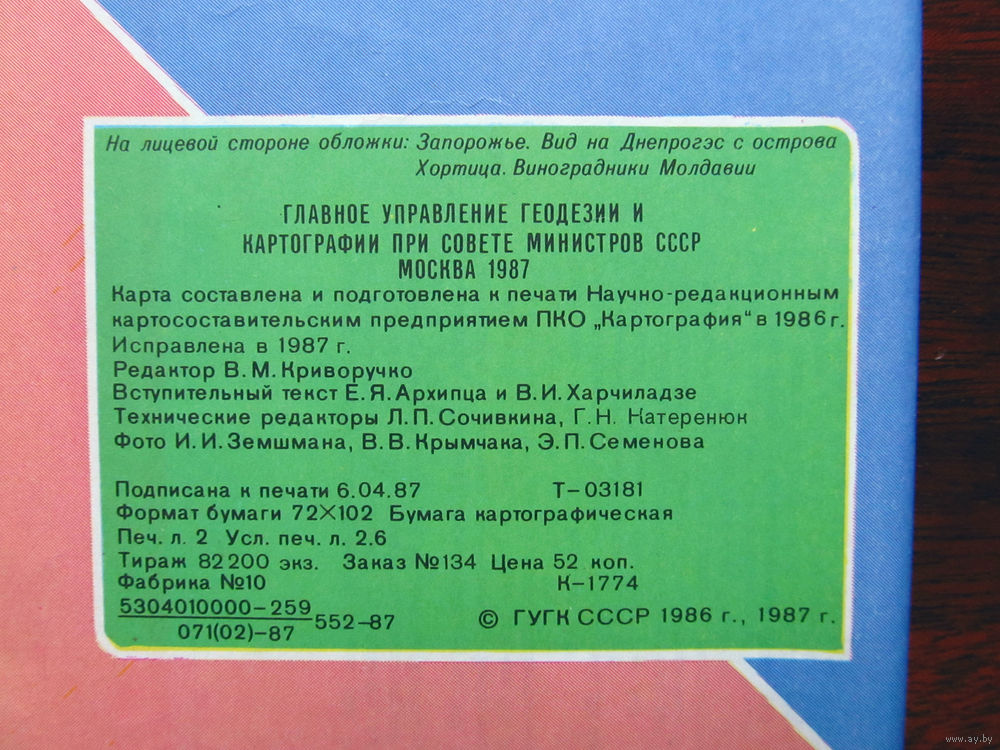 На лицевой стороне обложки: Запорожье. Вид на Днепрогэс с острова
Хортица. Виноградники Молдавии
ГЛАВНОЕ УПРАВЛЕНИЕ ГЕОДЕЗИИ И
КАРТОГРАФИИ ПРИ СОВЕТЕ МИНИСТРОВ СССР
МОСКВА 1987
Карта составлена и подготовлена к печати Научно-редакционным
картосоставительским предприятием ПКО „Картография“ в 1986 г.
Исправлена в 1987 г.
Редактор В. М. Криворучко
Вступительный текст Е. Я. Архипца и В. И. Харчиладзе
Технические редакторы Л. П. Сочивкина, Г. Н. Катеренюк
Фото И. И. Земшмана, В. В. Крымчака, Э. П. Семенова
Подписана к печати 6.04.87 Т-03181
Формат бумаги 72×102 Бумага картографическая
Печ. л. 2 Усл. печ. л. 2.6
Тираж 82 200 экз. Заказ №134 Цена 52 коп.
Фабрика №10 К-1774
5304010000-259
071(02)-87
552-87
© ГУГК СССР 1986 г., 1987 г.
www.ay.by